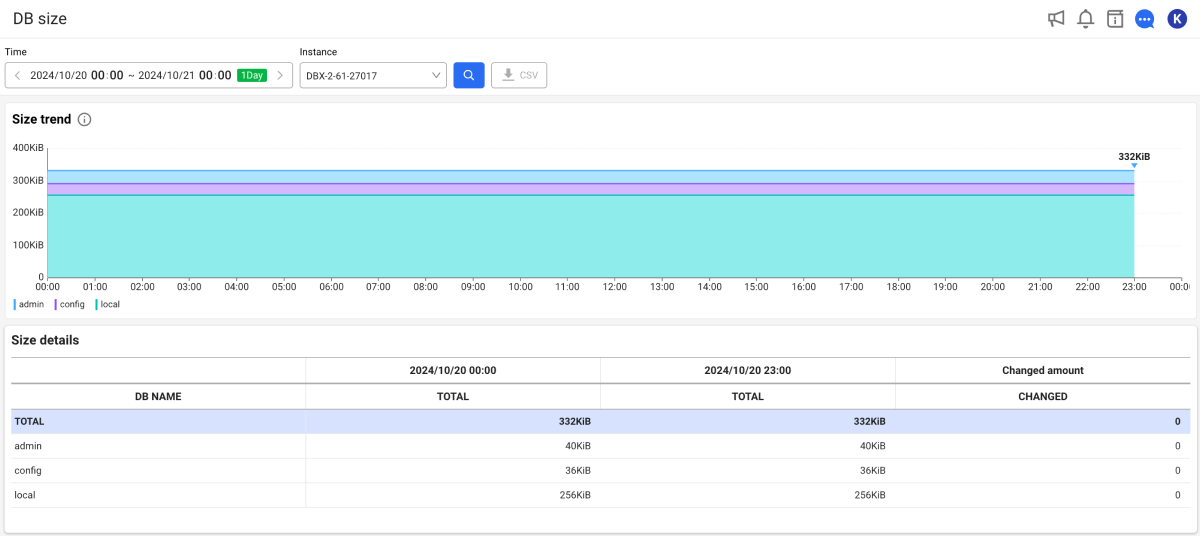 DB size
K
Time
Instance
2024/10/20 00:00 ~ 2024/10/21 00:00 1Day
DBX-2-61-27017
CSV
Size trend
400KiB
300KiB
200KiB
100KiB
0
332KiB
00:00 01:00 02:00 03:00 04:00 05:00 06:00 07:00 08:00 09:00 10:00 11:00 12:00 13:00 14:00 15:00 16:00 17:00 18:00 19:00 20:00 21:00 22:00 23:00 00:0
admin config local
Size details
2024/10/20 00:00 2024/10/20 23:00 Changed amount
DB NAME TOTAL TOTAL CHANGED
TOTAL 332KiB 332KiB 0
admin 40KiB 40KiB 0
config 36KiB 36KiB 0
local 256KiB 256KiB 0